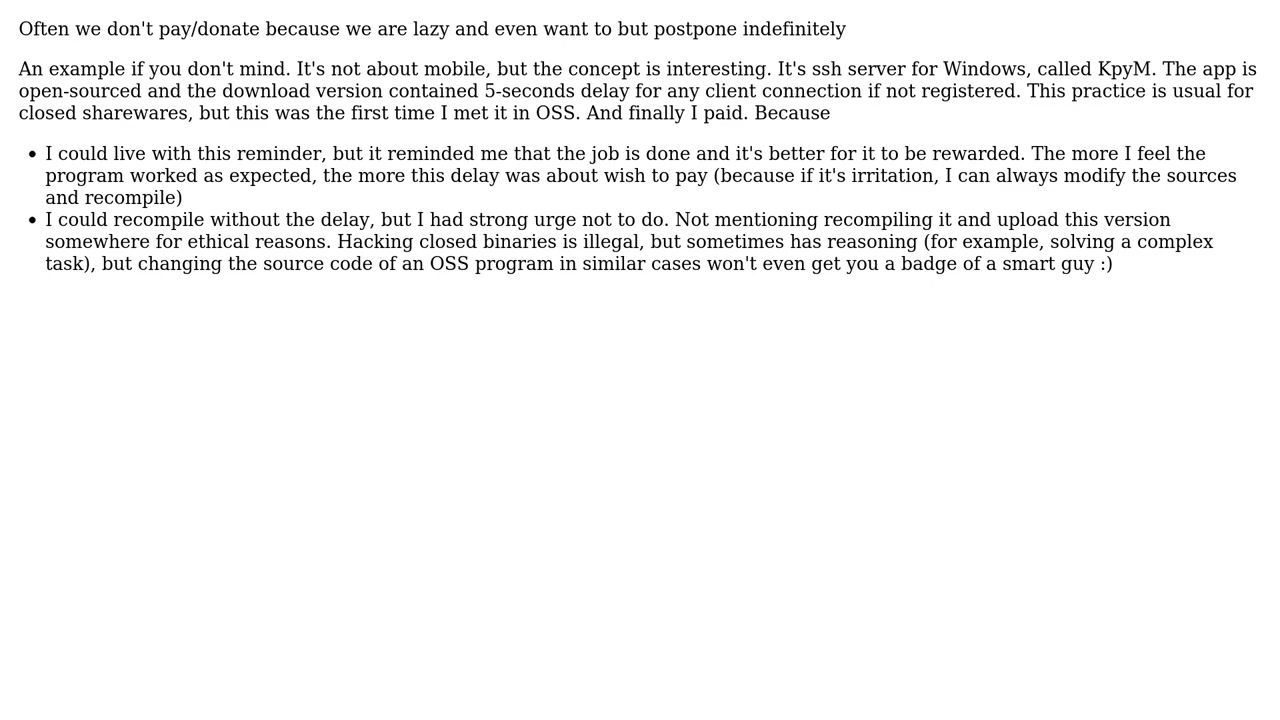 Often we don't pay/donate because we are lazy and even want to but postpone indefinitely
An example if you don't mind. It's not about mobile, but the concept is interesting. It's ssh server for Windows, called KpyM. The app is
open-sourced and the download version contained 5-seconds delay for any client connection if not registered. This practice is usual for
closed sharewares, but this was the first time I met it in OSS. And finally I paid. Because
• I could live with this reminder, but it reminded me that the job is done and it's better for it to be rewarded. The more I feel the
program worked as expected, the more this delay was about wish to pay (because if it's irritation, I can always modify the sources
and recompile)
• I could recompile without the delay, but I had strong urge not to do. Not mentioning recompiling it and upload this version
somewhere for ethical reasons. Hacking closed binaries is illegal, but sometimes has reasoning (for example, solving a complex
task), but changing the source code of an OSS program in similar cases won't even get you a badge of a smart guy :)